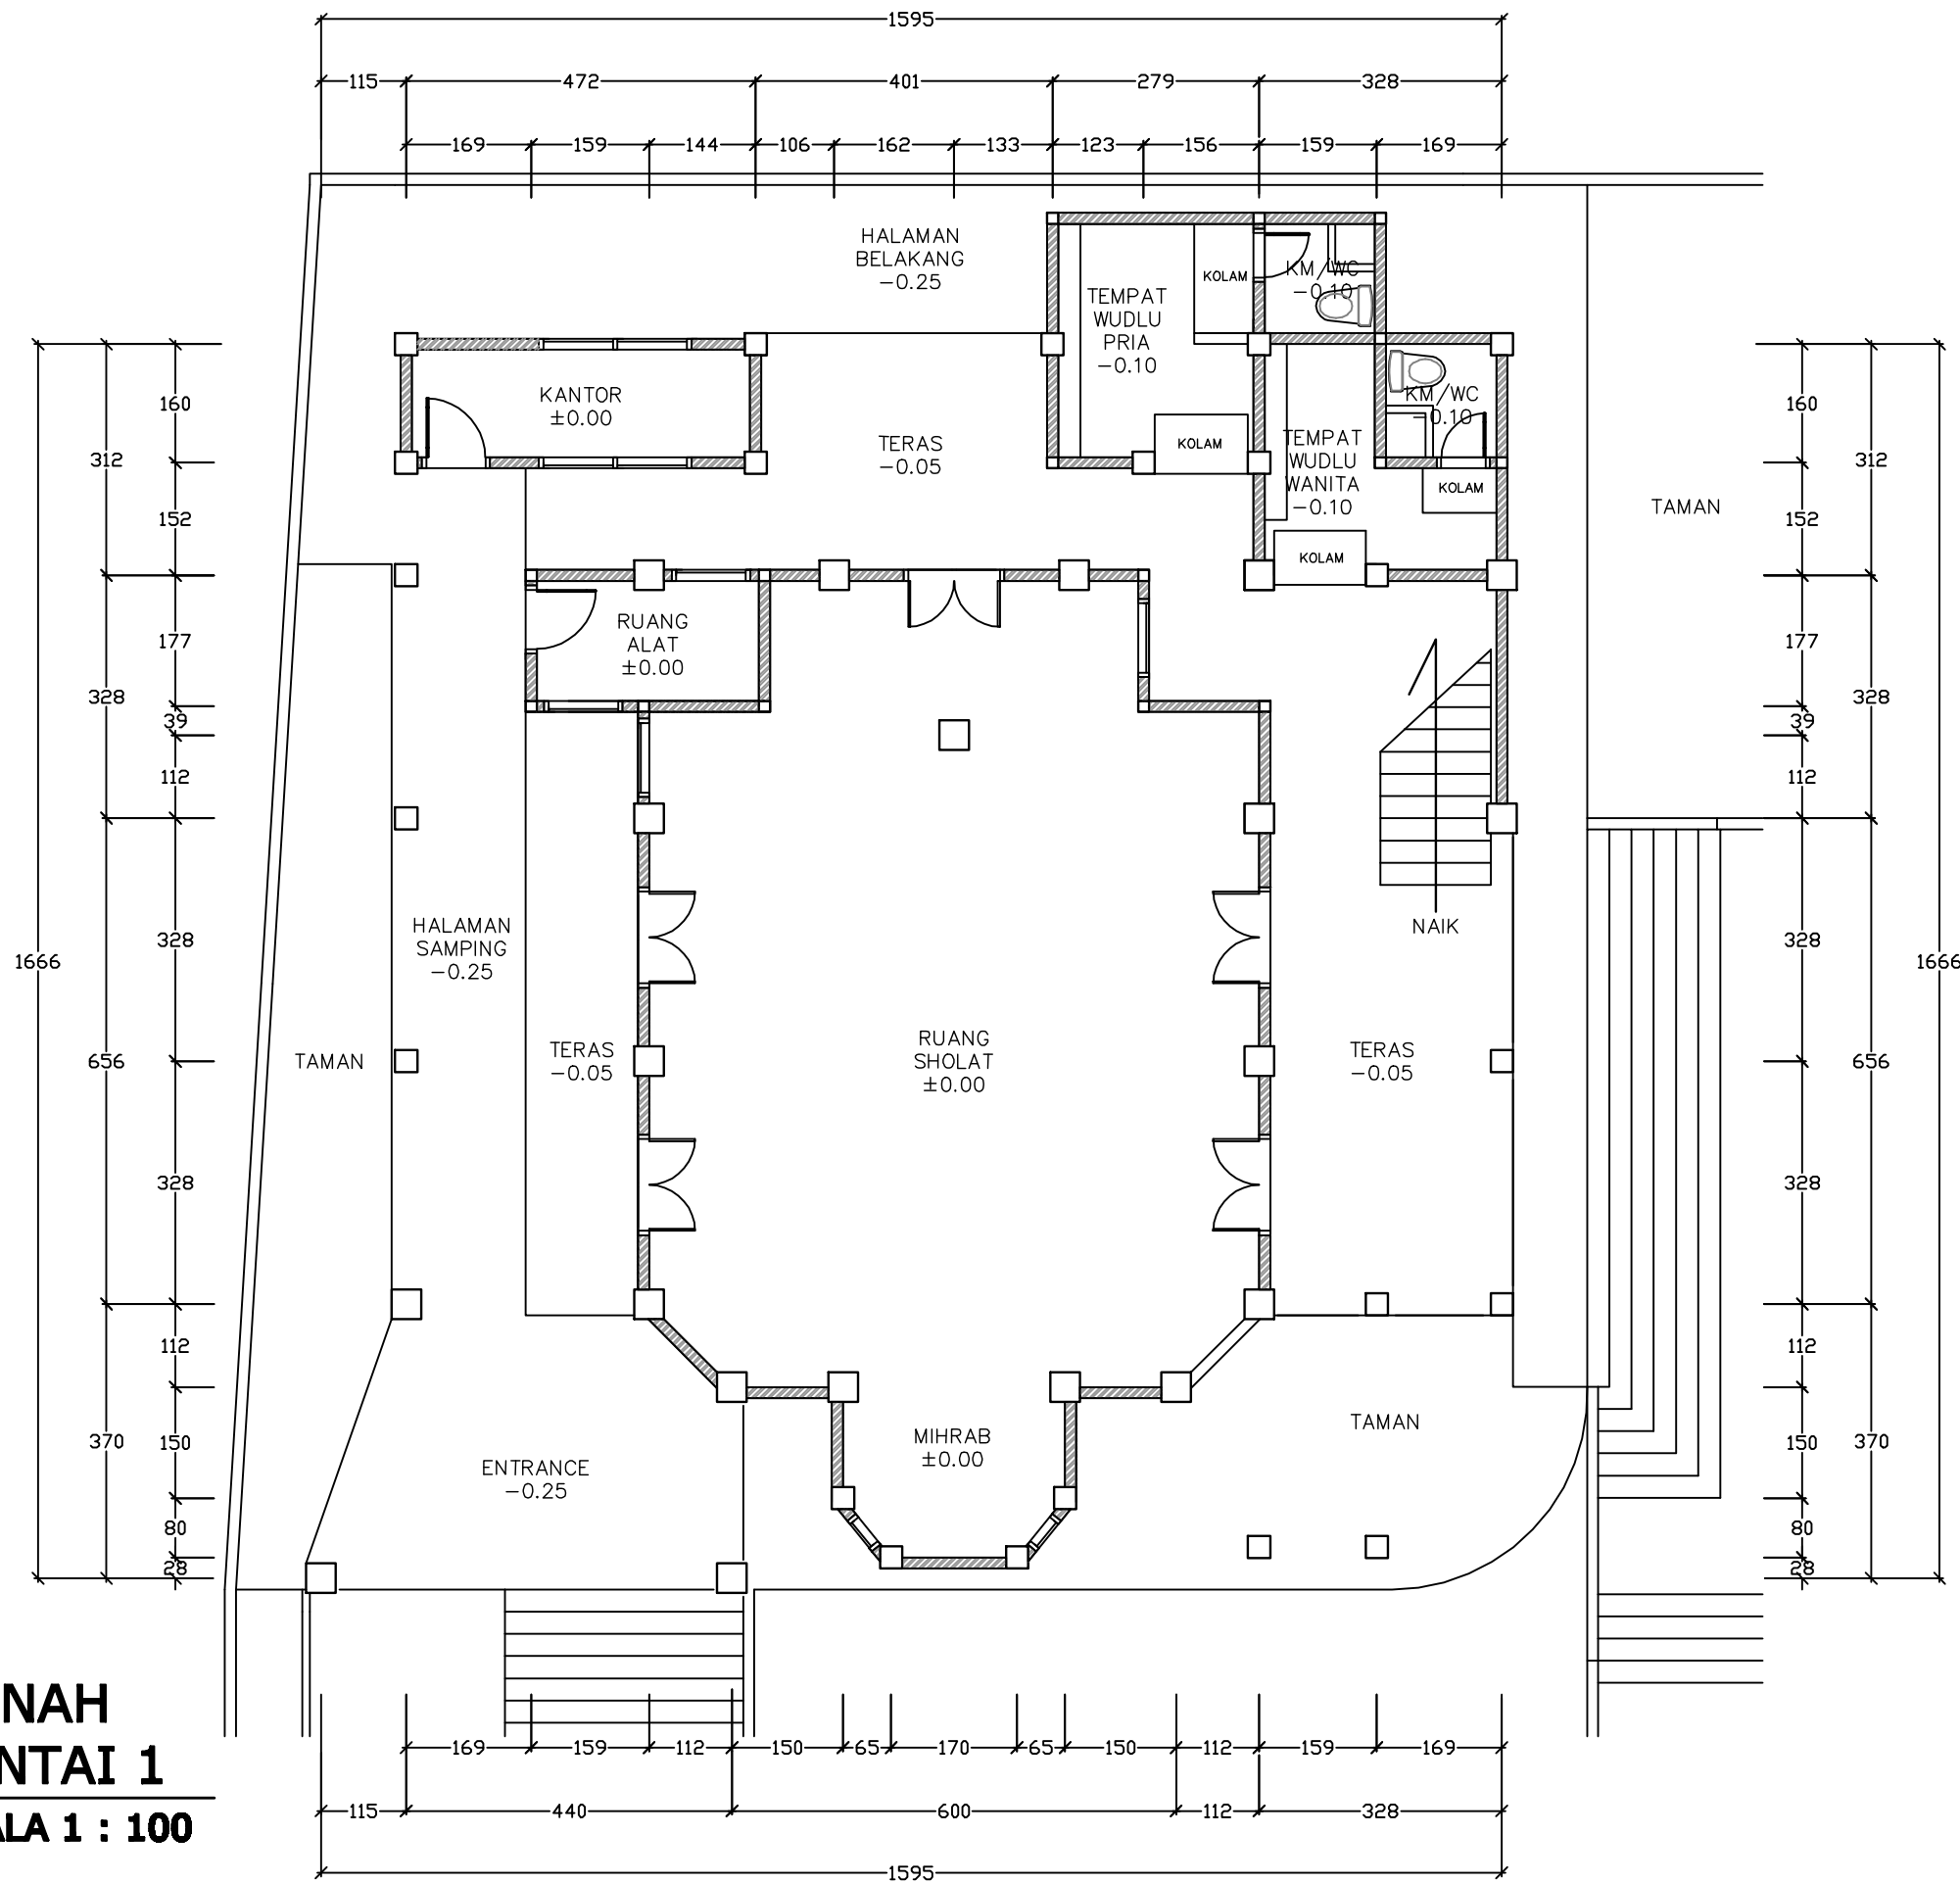 1595
115 472 401 279 328
169 159 144 106 162 133 123 156 159 169
HALAMAN
BELAKANG
−0.25
TEMPAT
WUDLU
PRIA
−0.10
KOLAM
KM/WC
−0.10
KANTOR
±0.00
TERAS
−0.05
KOLAM
KM/WC
−0.10
TEMPAT
WUDLU
WANITA
−0.10
KOLAM
KOLAM
TAMAN
RUANG
ALAT
±0.00
HALAMAN
SAMPING
−0.25
NAIK
TAMAN
TERAS
−0.05
RUANG
SHOLAT
±0.00
TERAS
−0.05
MIHRAB
±0.00
TAMAN
ENTRANCE
−0.25
1666
312
328
656
370
160
152
177
39
112
328
328
112
150
80
28
160
152
177
39
112
328
328
112
150
80
28
312
328
656
370
1666
NAH
NTAI 1
ALA 1 : 100
169 159 112 150 65 170 65 150 112 159 169
115 440 600 112 328
1595